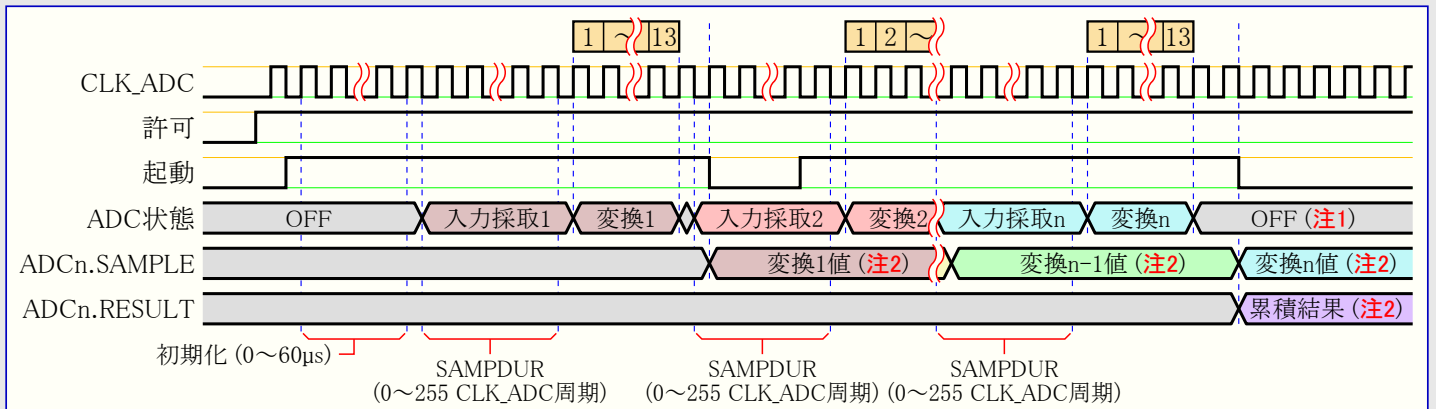 1 ～ 13 1 2 ～ 1 ～ 13
CLK_ADC
許可
起動
ADC状態 OFF 入力採取1 変換1 入力採取2 変換2 入力採取n 変換n OFF (注1)
ADCn.SAMPLE 変換1値 (注2) 変換n-1値 (注2) 変換n値 (注2)
ADCn.RESULT 累積結果 (注2)
初期化 (0～60µs)
SAMPDUR SAMPDUR SAMPDUR
(0～255 CLK_ADC周期) (0～255 CLK_ADC周期) (0～255 CLK_ADC周期)